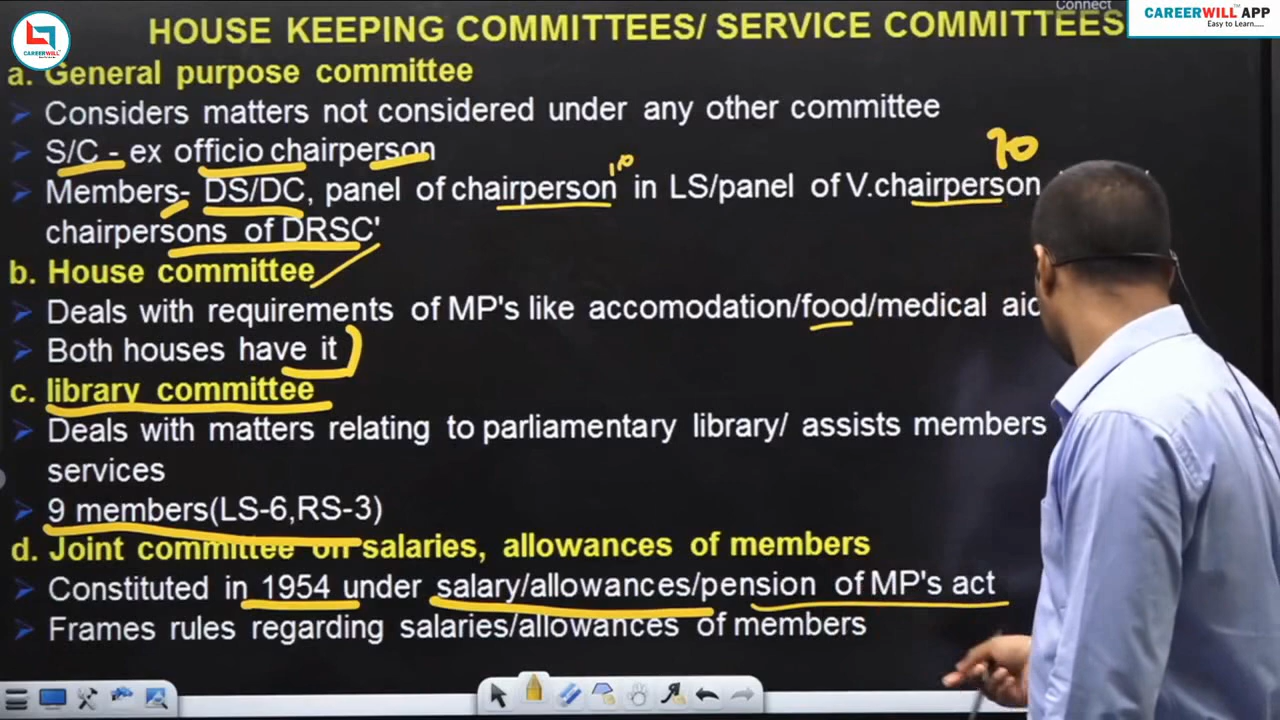 Connect
CAREERWILL APP
Easy to Learn.....
CAREERWILL
HOUSE KEEPING COMMITTEES/ SERVICE COMMITTEES
a. General purpose committee
➤ Considers matters not considered under any other committee
➤ S/C - ex officio chairperson
10
10
➤ Members- DS/DC, panel of chairperson in LS/panel of V.chairperson
chairpersons of DRSC'
b. House committee
➤ Deals with requirements of MP's like accomodation/food/medical aid
➤ Both houses have it
c. library committee
➤ Deals with matters relating to parliamentary library/ assists members
services
➤ 9 members(LS-6,RS-3)
d. Joint committee on salaries, allowances of members
➤ Constituted in 1954 under salary/allowances/pension of MP's act
➤ Frames rules regarding salaries/allowances of members